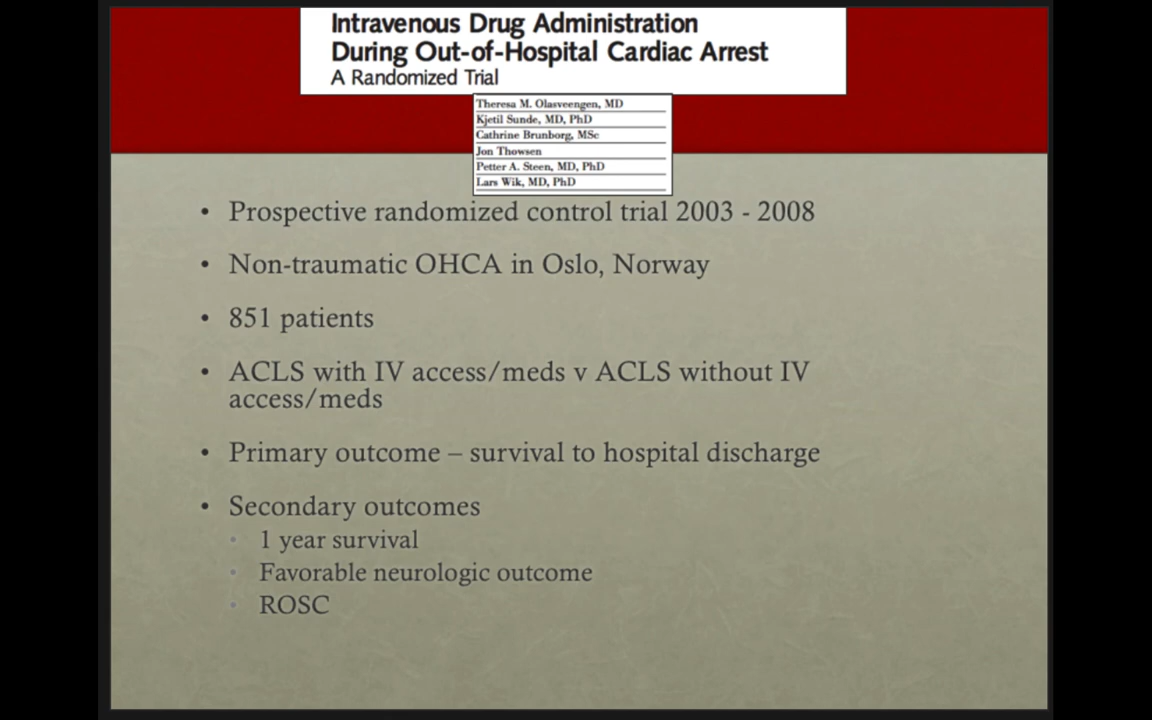 Intravenous Drug Administration
During Out-of-Hospital Cardiac Arrest
A Randomized Trial
Theresa M. Olasveengen, MD
Kjetil Sunde, MD, PhD
Cathrine Brunborg, MSc
Jon Thowsen
Petter A. Steen, MD, PhD
Lars Wik, MD, PhD
• Prospective randomized control trial 2003 - 2008
• Non-traumatic OHCA in Oslo, Norway
• 851 patients
• ACLS with IV access/meds v ACLS without IV
access/meds
• Primary outcome – survival to hospital discharge
• Secondary outcomes
• 1 year survival
• Favorable neurologic outcome
• ROSC